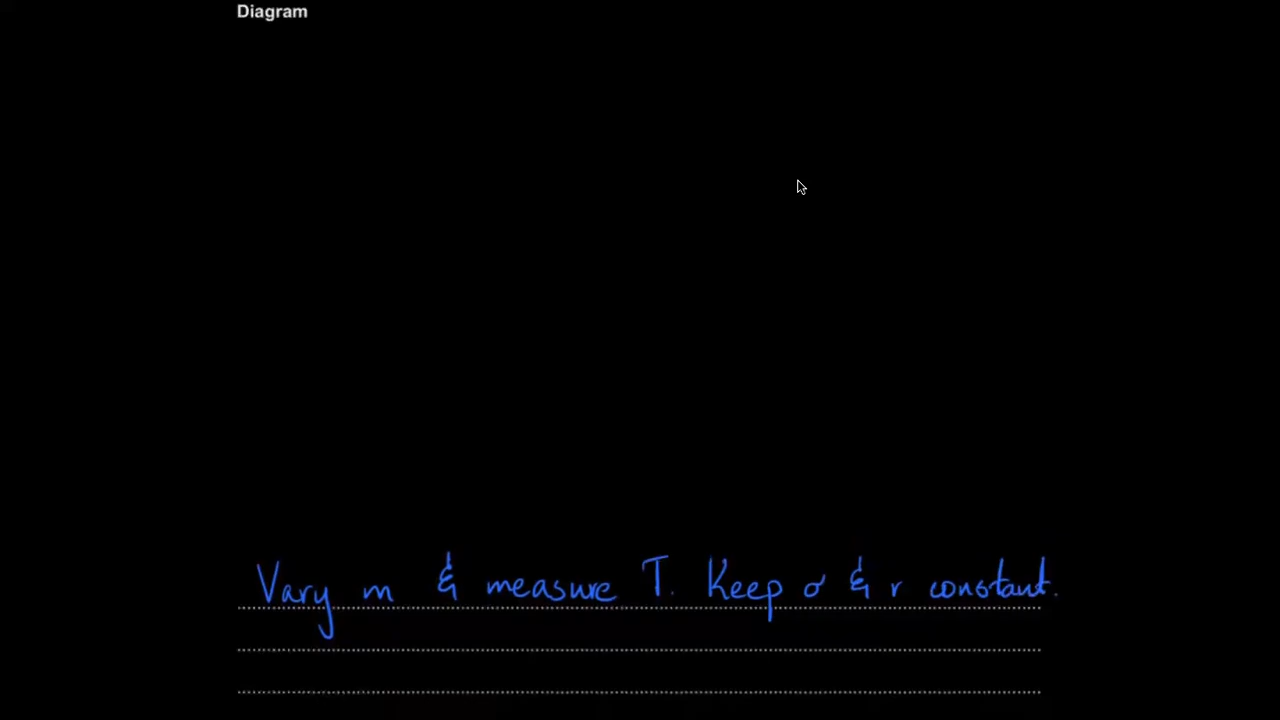 Diagram
Vary m & measure T. Keep σ & r constant.